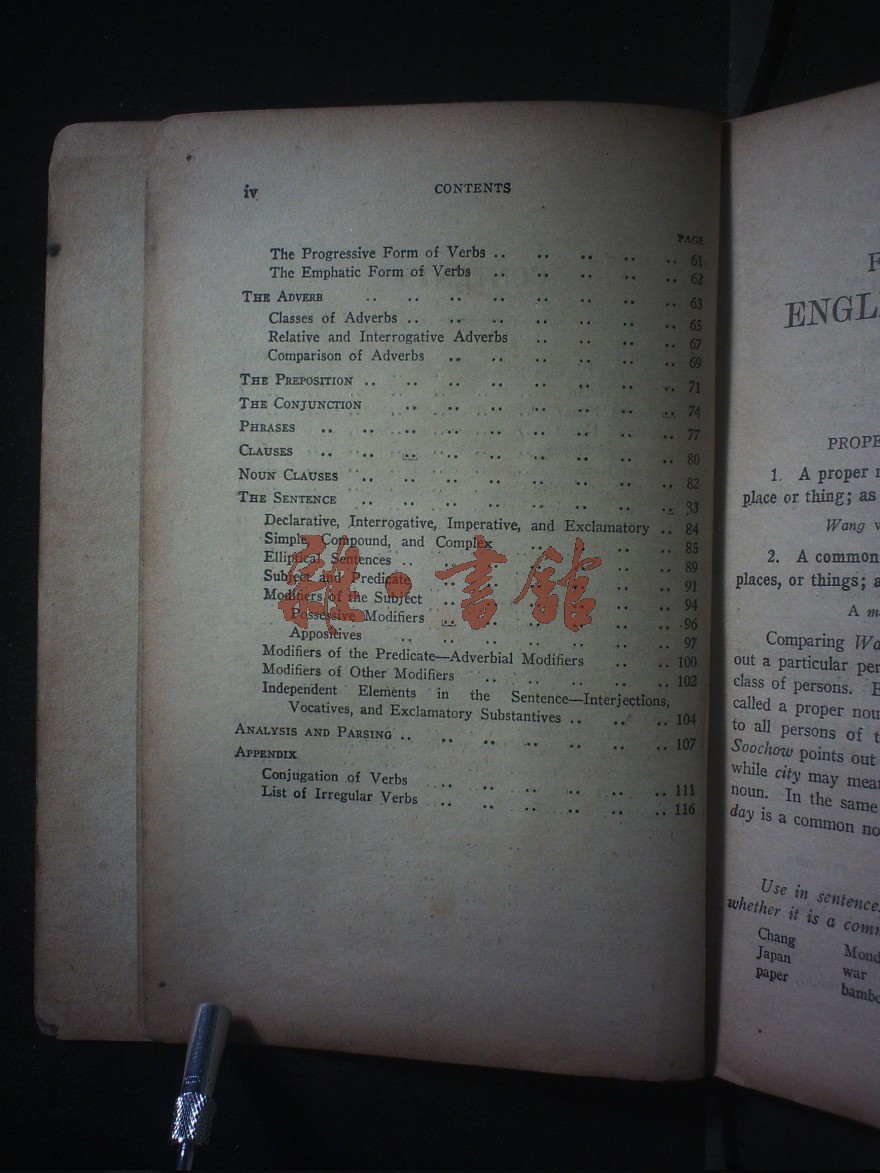 iv CONTENTS
PAGE
The Progressive Form of Verbs .. .. .. .. .. 61
The Emphatic Form of Verbs .. .. .. .. .. 62
THE ADVERB .. .. .. .. .. .. .. .. 63
Classes of Adverbs .. .. .. .. .. .. .. 65
Relative and Interrogative Adverbs .. .. .. .. 67
Comparison of Adverbs .. .. .. .. .. .. 69
THE PREPOSITION .. .. .. .. .. .. .. .. 71
THE CONJUNCTION .. .. .. .. .. .. .. 74
PHRASES .. .. .. .. .. .. .. .. .. 77
CLAUSES .. .. .. .. .. .. .. .. .. 80
NOUN CLAUSES .. .. .. .. .. .. .. .. 82
THE SENTENCE .. .. .. .. .. .. .. .. 83
Declarative, Interrogative, Imperative, and Exclamatory .. 84
Simple, Compound, and Complex .. .. .. .. 85
Elliptical Sentences .. .. .. .. .. .. .. 89
Subject and Predicate .. .. .. .. .. .. 91
Modifiers of the Subject .. .. .. .. .. .. 94
Possessive Modifiers .. .. .. .. .. .. 96
Appositives .. .. .. .. .. .. .. 97
Modifiers of the Predicate—Adverbial Modifiers .. .. 100
Modifiers of Other Modifiers .. .. .. .. .. 102
Independent Elements in the Sentence—Interjections,
Vocatives, and Exclamatory Substantives .. .. .. 104
ANALYSIS AND PARSING .. .. .. .. .. .. .. 107
APPENDIX
Conjugation of Verbs .. .. .. .. .. .. 111
List of Irregular Verbs .. .. .. .. .. .. 116
雜·書館
ENGL
PROPE
1. A proper
place or thing; as
Wang
2. A common
places, or things;
A
Comparing
out a particular
class of persons.
called a proper
to all persons of
Soochow points out
while city may
noun. In the same
day is a common
Use in sentence
whether it is a
Chang
Japan war
paper